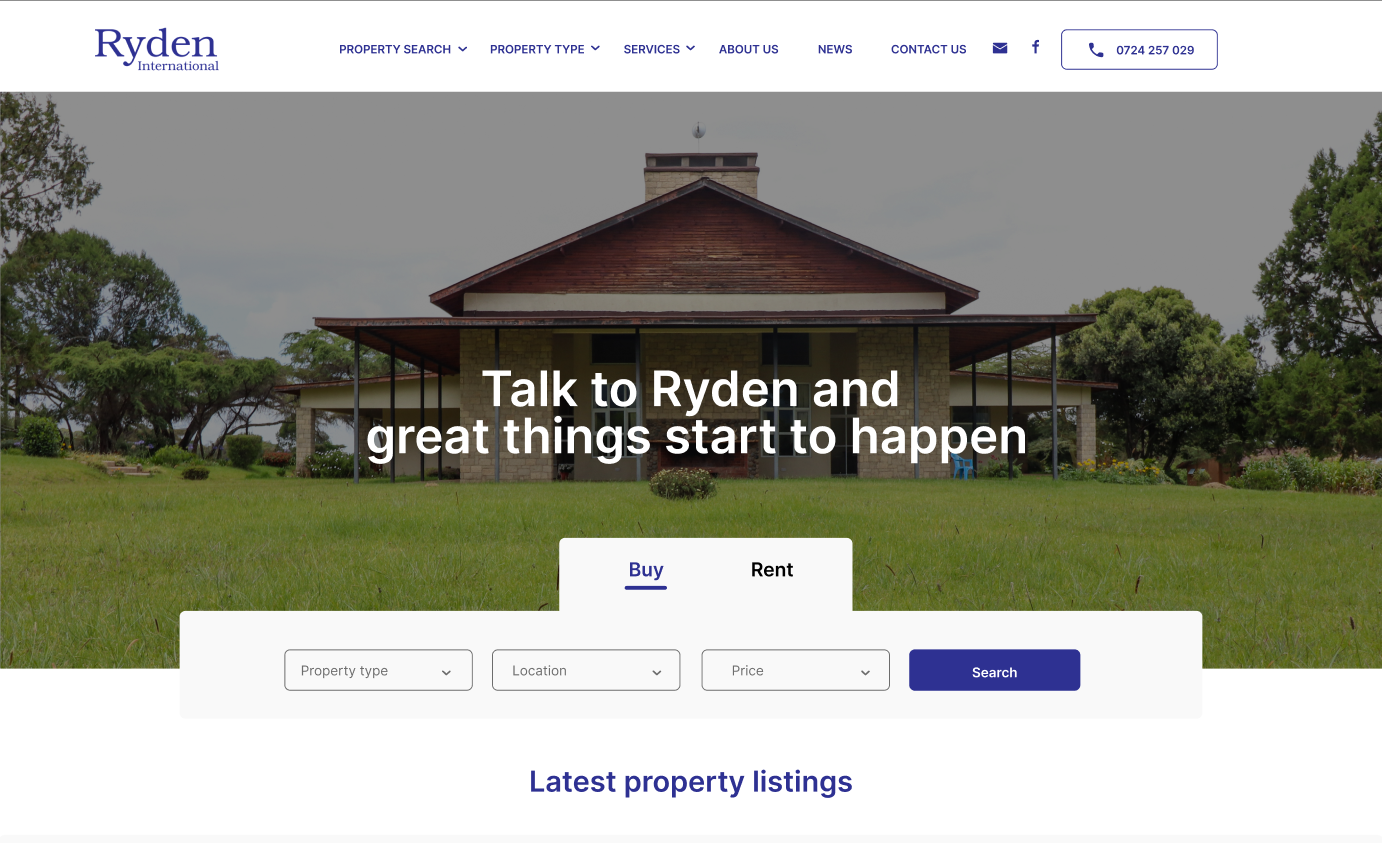 Ryden
International
PROPERTY SEARCH
PROPERTY TYPE
SERVICES
ABOUT US
NEWS
CONTACT US
0724 257 029
Talk to Ryden and
great things start to happen
Buy
Rent
Property type
Location
Price
Search
Latest property listings